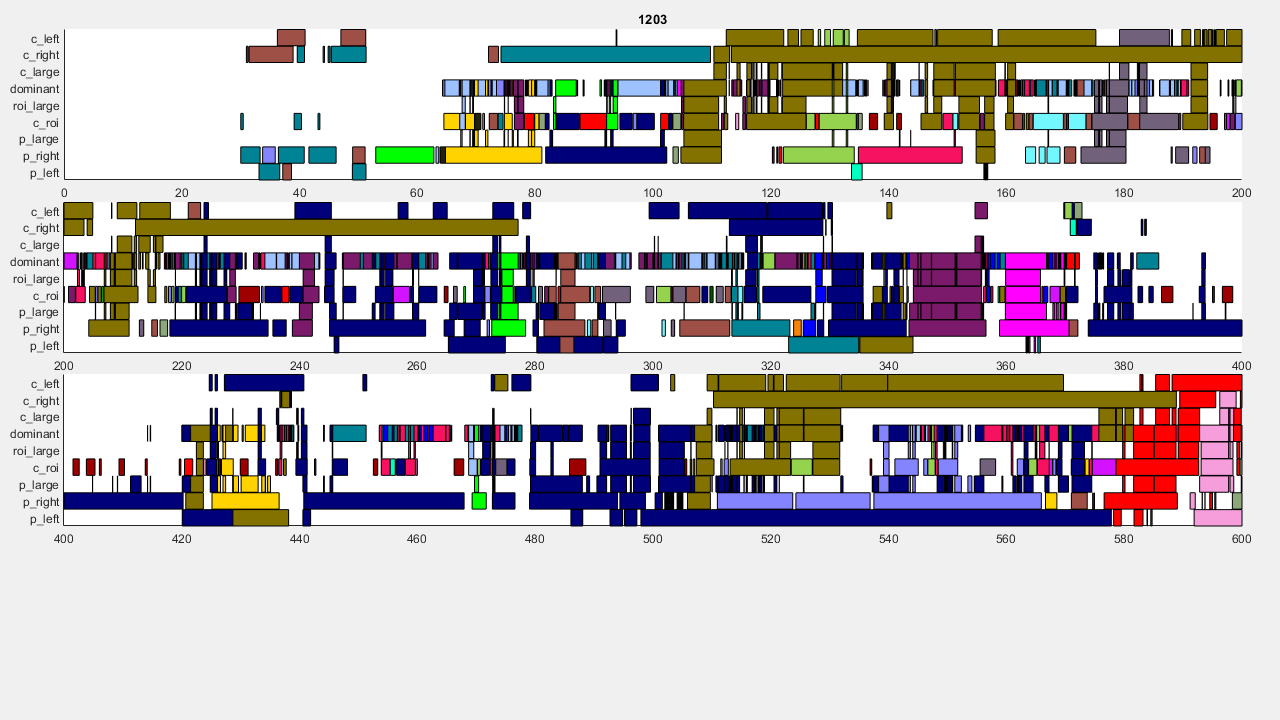 1203
c_left
c_right
c_large
dominant
roi_large
c_roi
p_large
p_right
p_left
0 20 40 60 80 100 120 140 160 180 200
c_left
c_right
c_large
dominant
roi_large
c_roi
p_large
p_right
p_left
200 220 240 260 280 300 320 340 360 380 400
c_left
c_right
c_large
dominant
roi_large
c_roi
p_large
p_right
p_left
400 420 440 460 480 500 520 540 560 580 600